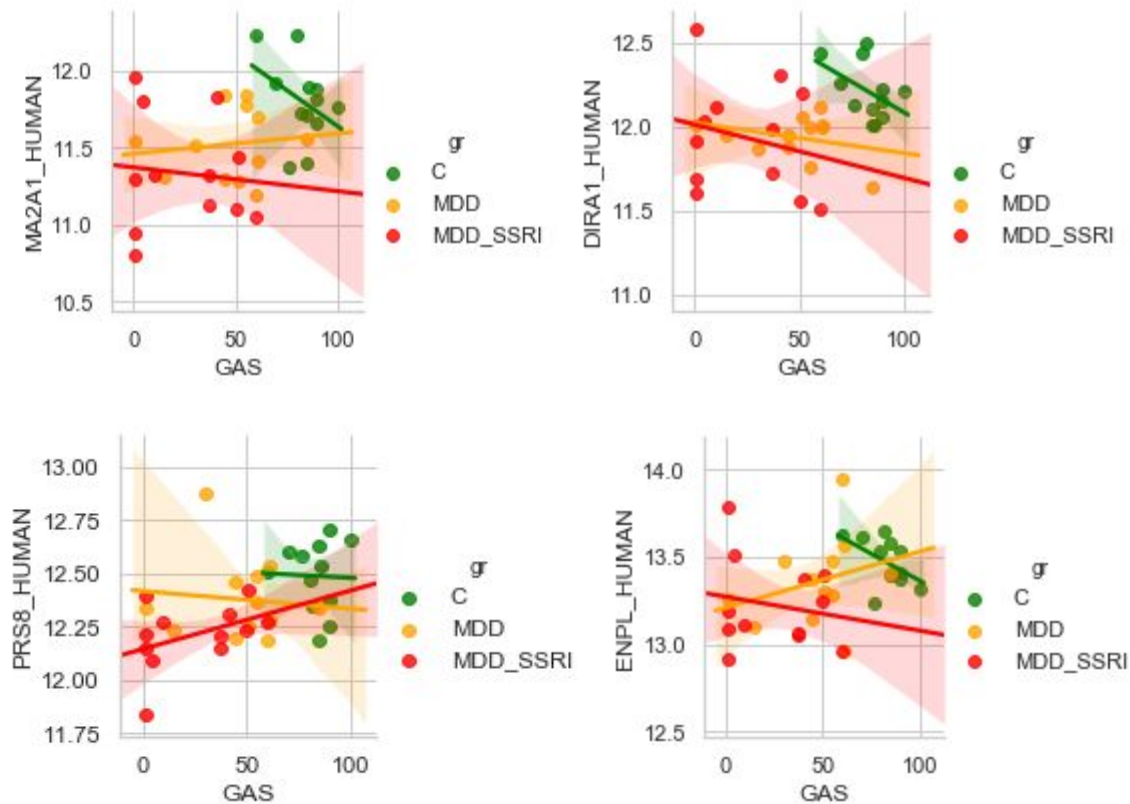 MA2A1_HUMAN
12.0
11.5
11.0
10.5
0 50 100
GAS
gr
C
MDD
MDD_SSRI
DIRA1_HUMAN
12.5
12.0
11.5
11.0
0 50 100
GAS
gr
C
MDD
MDD_SSRI
PRS8_HUMAN
13.00
12.75
12.50
12.25
12.00
11.75
0 50 100
GAS
gr
C
MDD
MDD_SSRI
ENPL_HUMAN
14.0
13.5
13.0
12.5
0 50 100
GAS
gr
C
MDD
MDD_SSRI